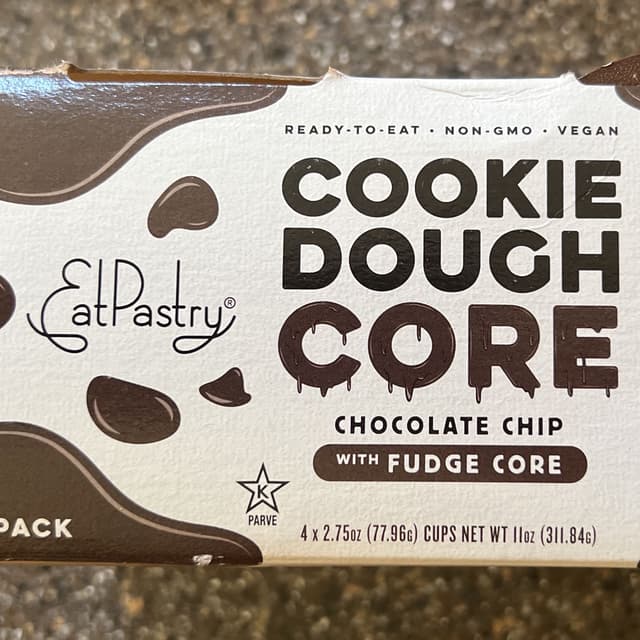 READY-TO-EAT · NON-GMO · VEGAN
COOKIE
DOUGH
CORE
EatPastry®
CHOCOLATE CHIP
WITH FUDGE CORE
K
PARVE
PACK
4 x 2.75oz (77.96G) CUPS NET WT 11oz (311.84G)